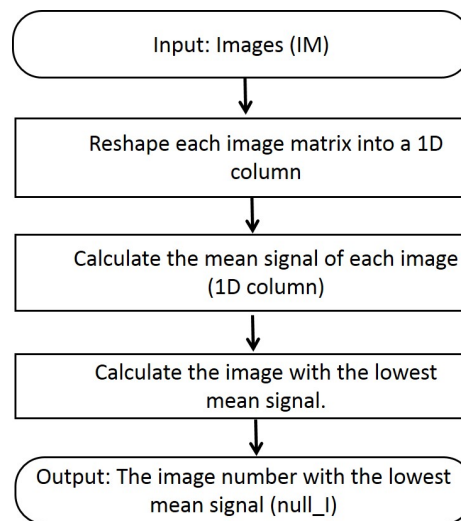 Input: Images (IM)
Reshape each image matrix into a 1D
column
Calculate the mean signal of each image
(1D column)
Calculate the image with the lowest
mean signal.
Output: The image number with the lowest
mean signal (null_I)